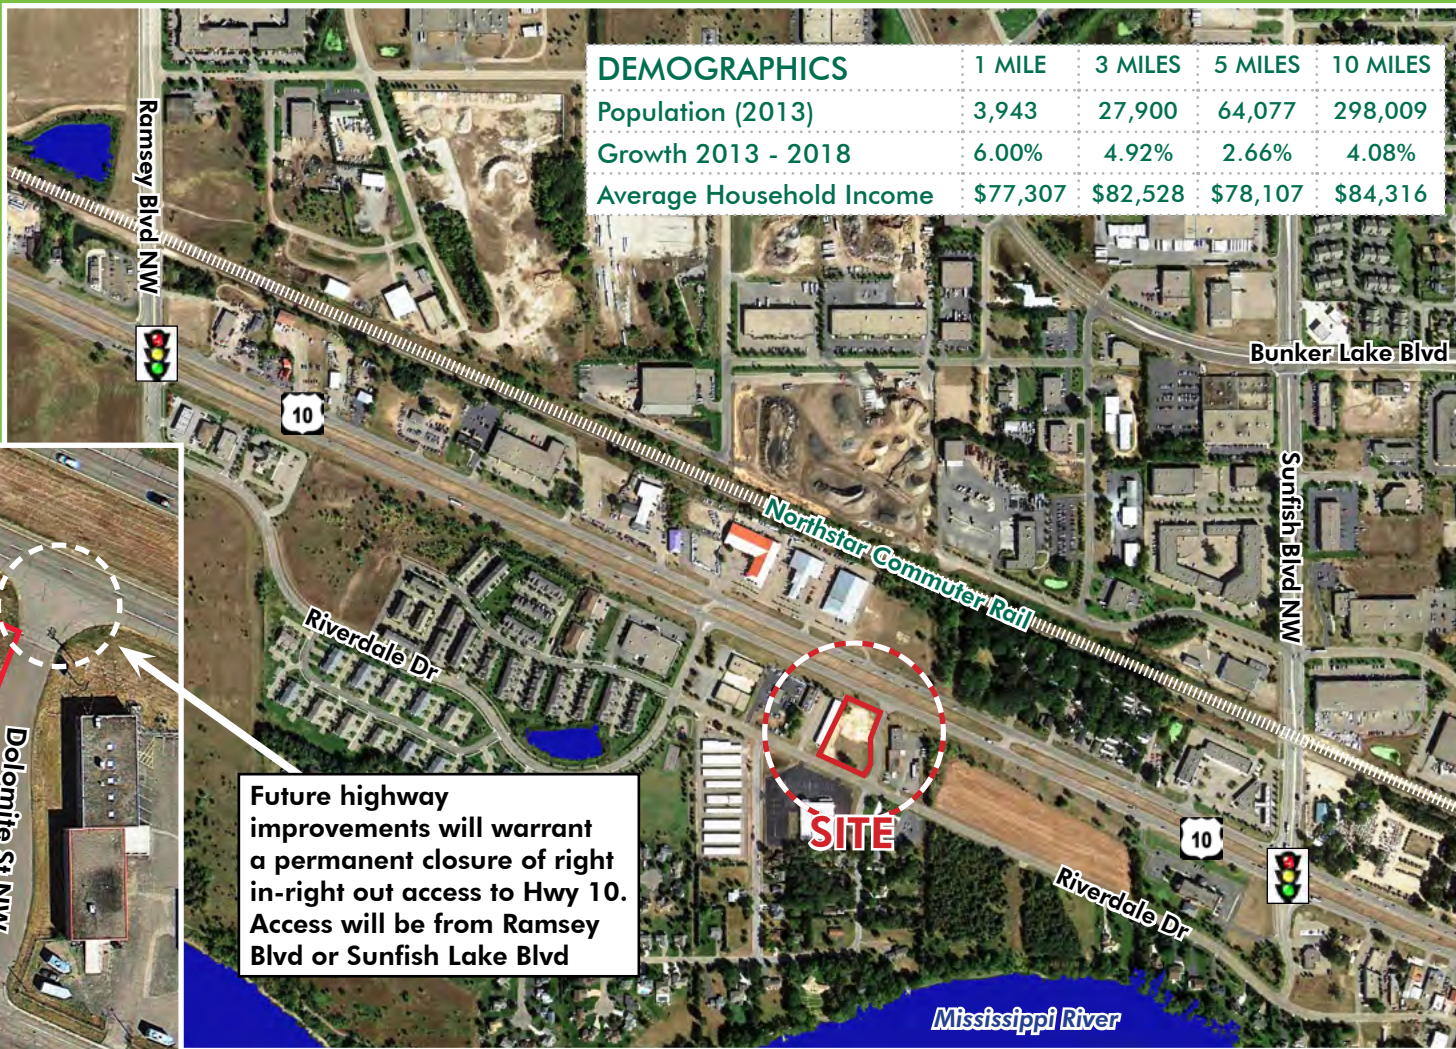 DEMOGRAPHICS 1 MILE 3 MILES 5 MILES 10 MILES
Population (2013) 3,943 27,900 64,077 298,009
Growth 2013 - 2018 6.00% 4.92% 2.66% 4.08%
Average Household Income $77,307 $82,528 $78,107 $84,316
Ramsey Blvd NW
10
Bunker Lake Blvd
Sunfish Blvd NW
Northstar Commuter Rail
Riverdale Dr
Dolomite St NW
Future highway
improvements will warrant
a permanent closure of right
in-right out access to Hwy 10.
Access will be from Ramsey
Blvd or Sunfish Lake Blvd
SITE
10
Riverdale Dr
Mississippi River